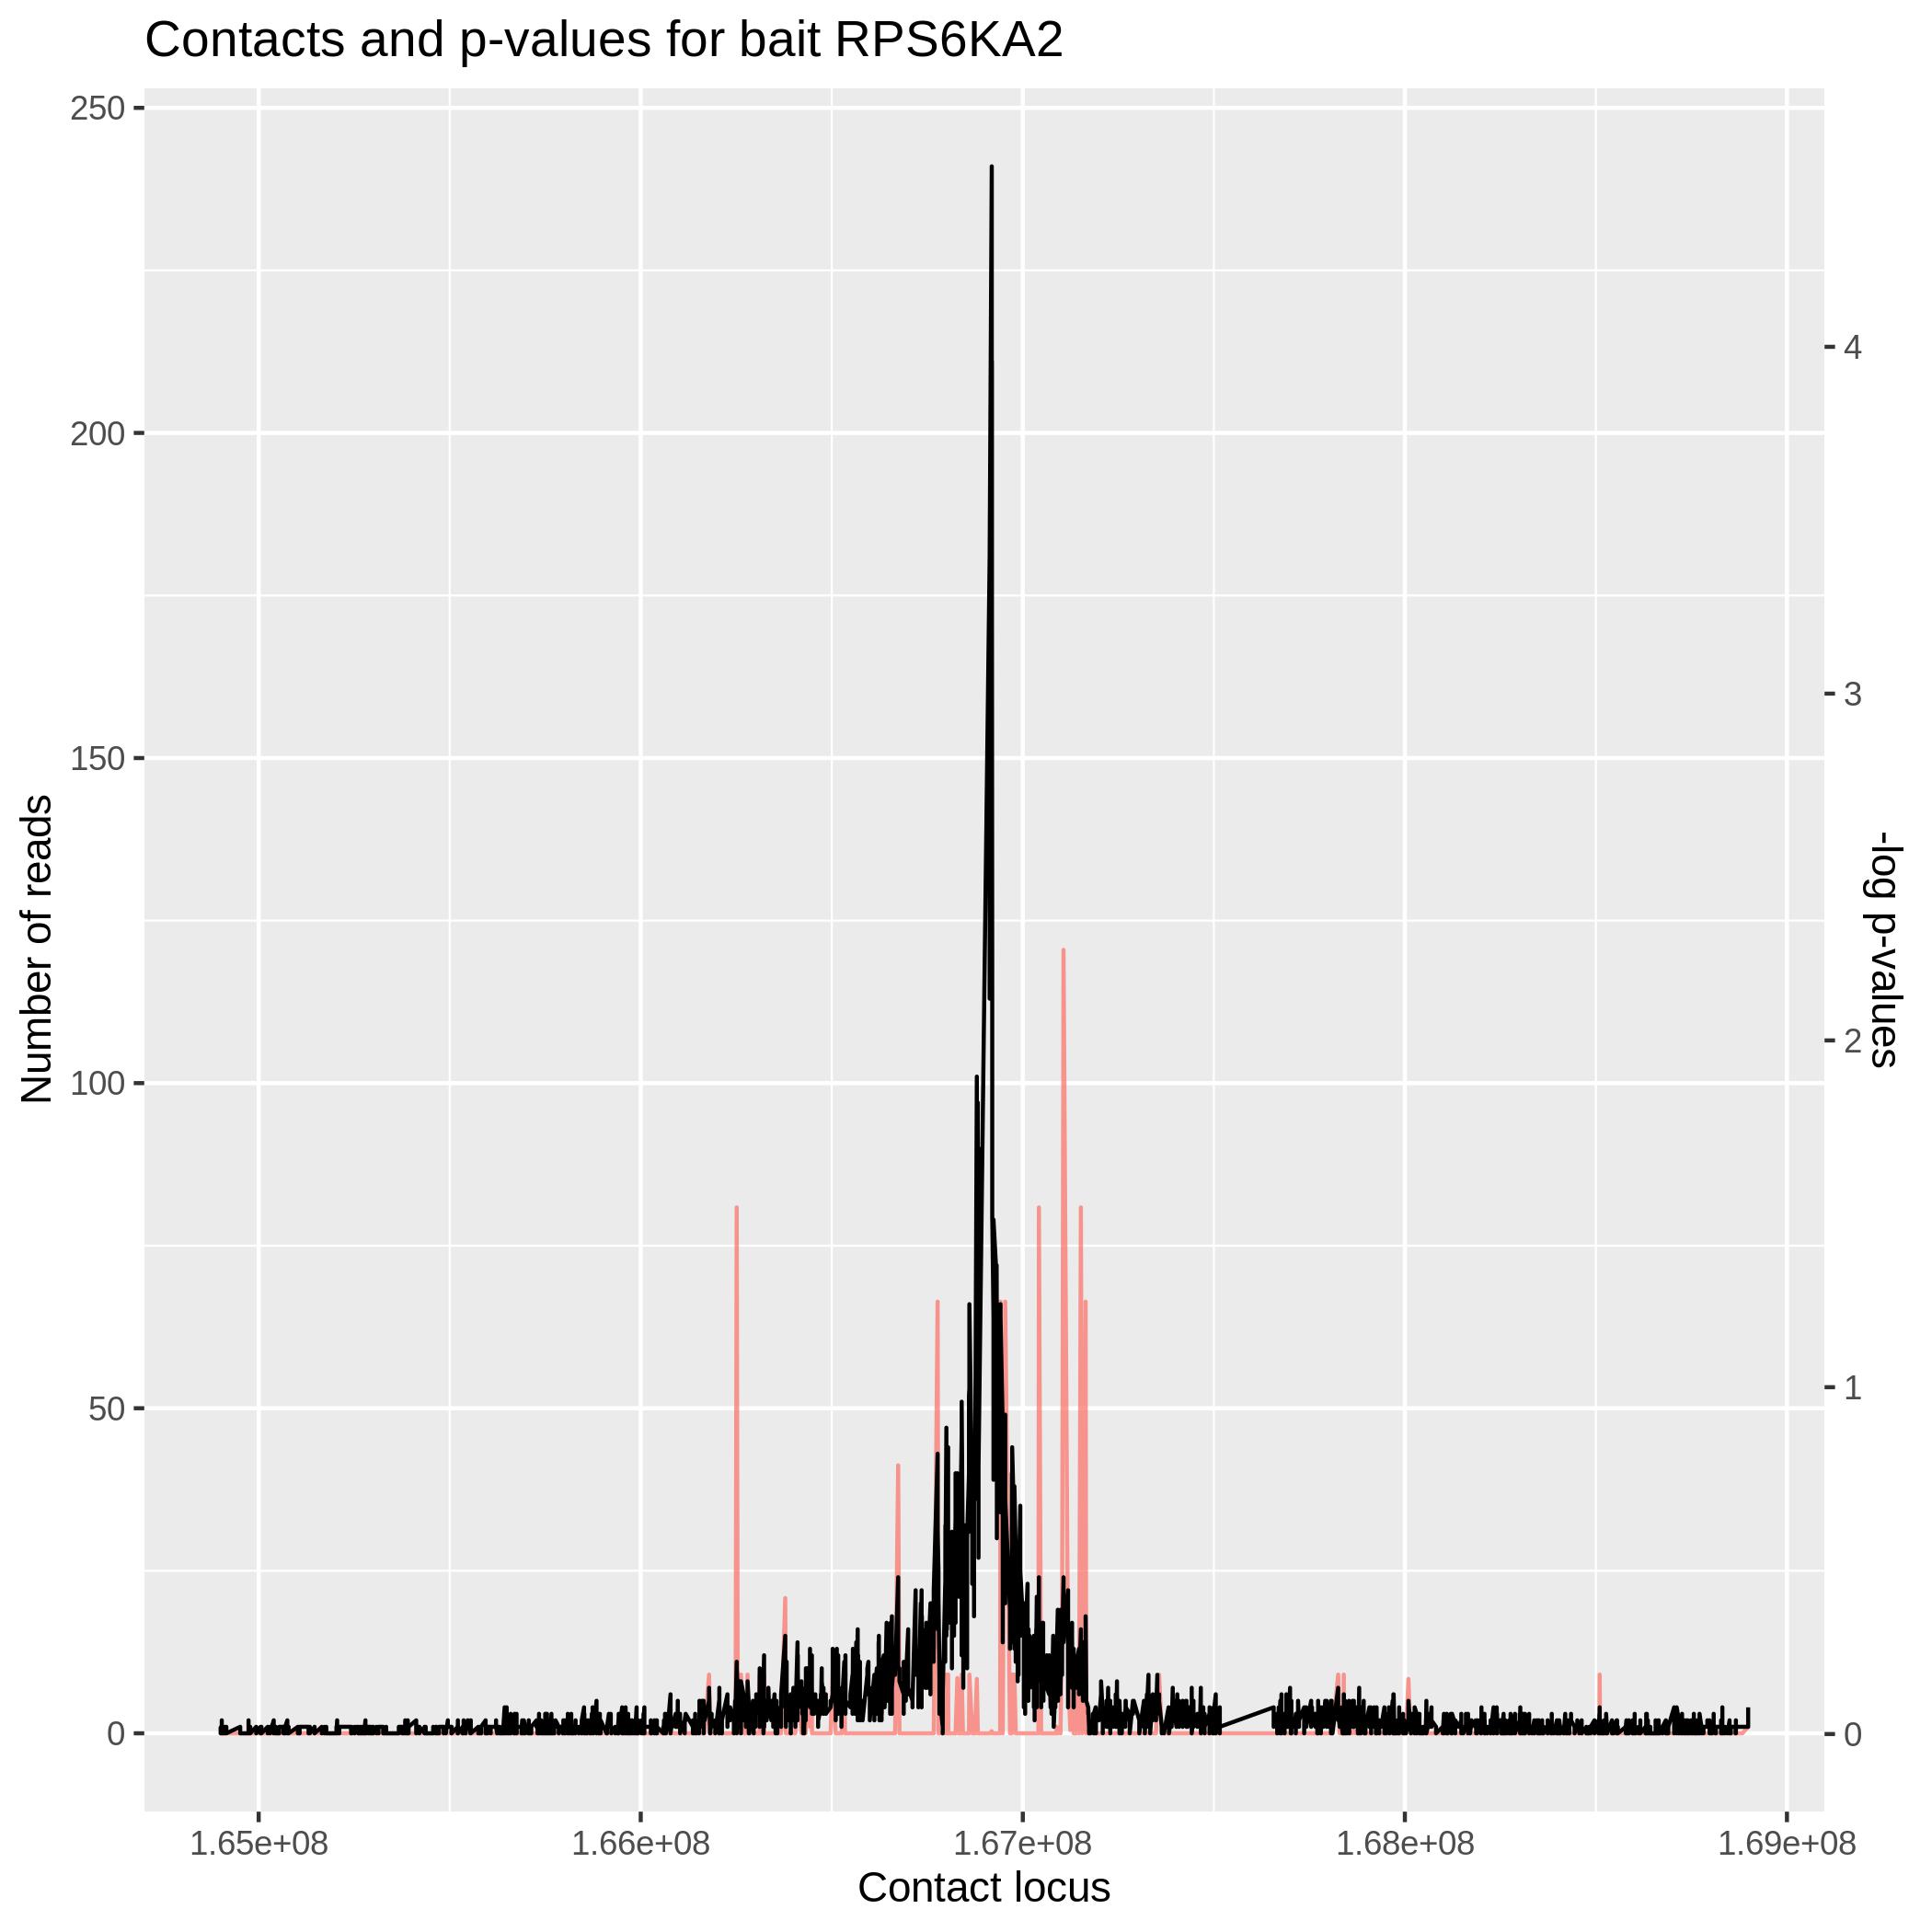 Contacts and p-values for bait RPS6KA2
250
200
150
100
50
0
Number of reads
4
3
2
1
0
-log p-values
1.65e+08 1.66e+08 1.67e+08 1.68e+08 1.69e+08
Contact locus